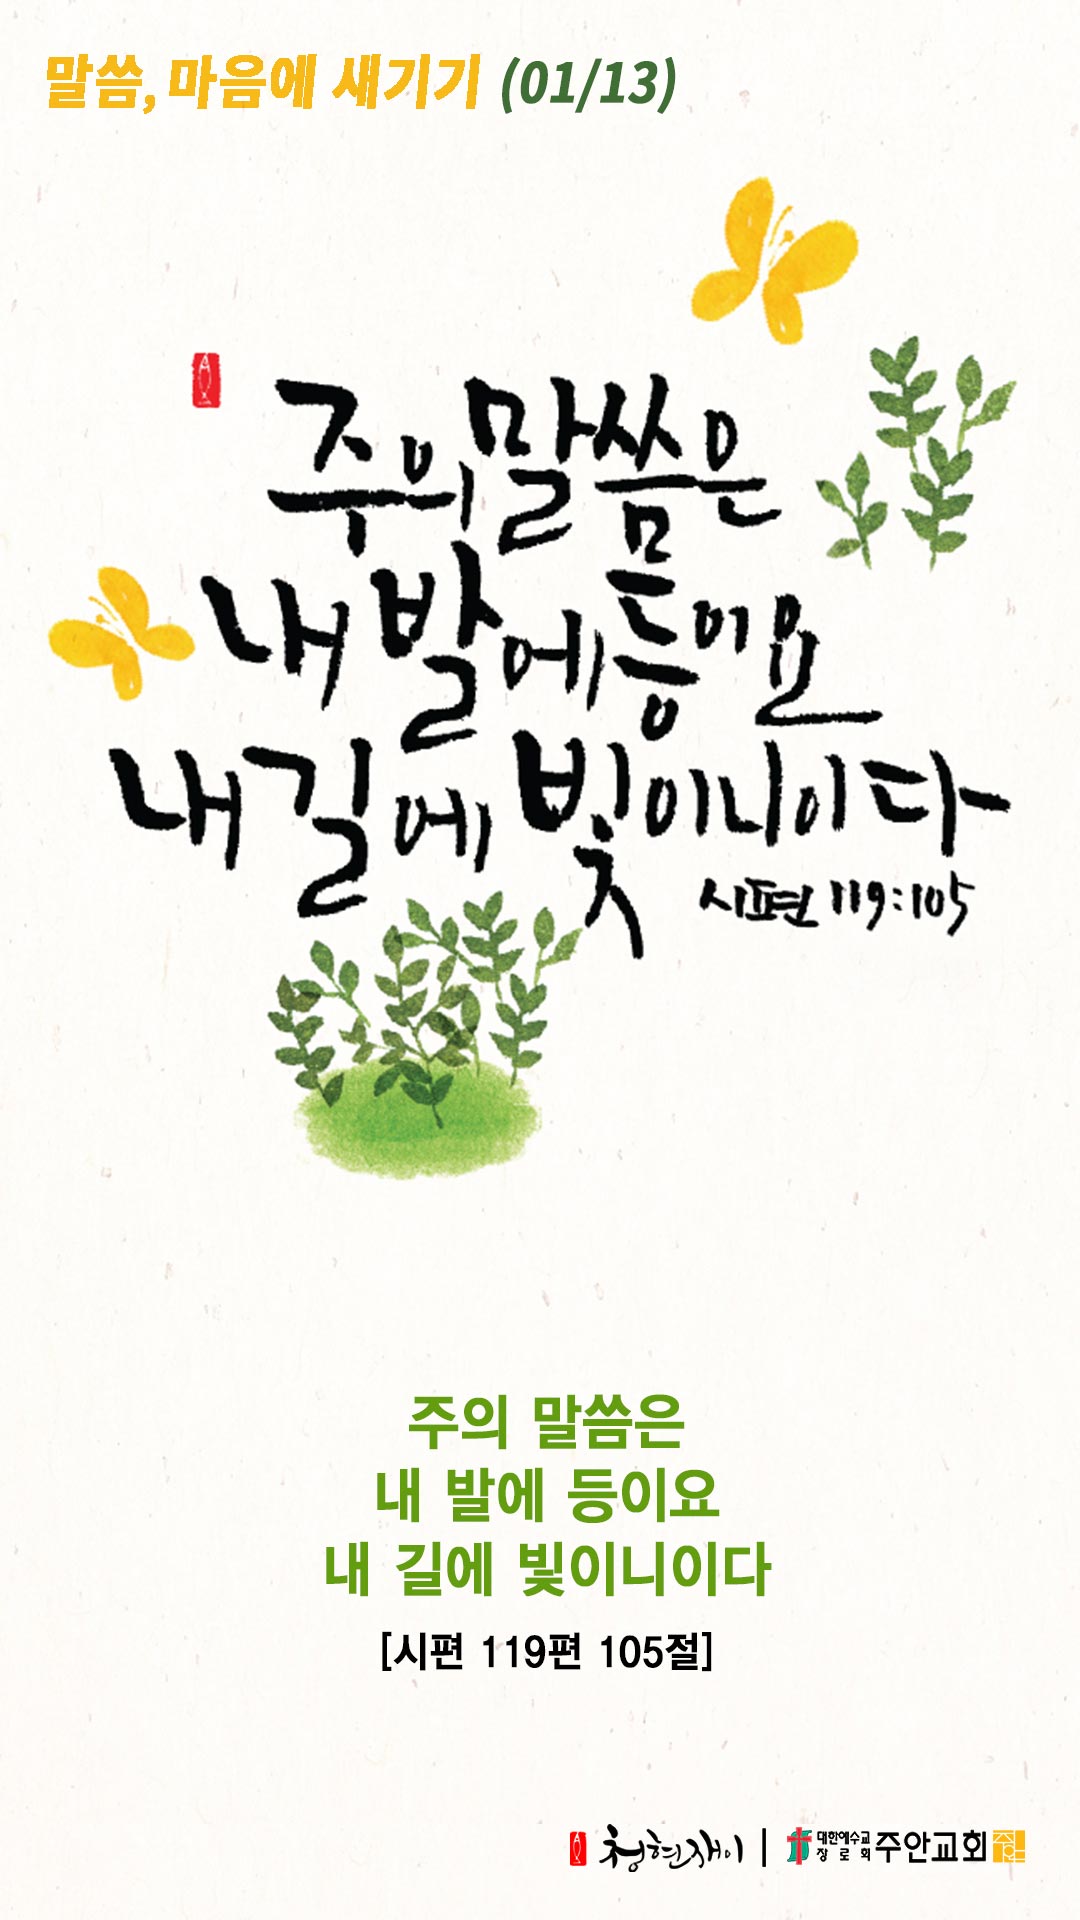 말씀, 마음에 새기기 (01/13)
주의 말씀은
내 발에 등이요
내 길에 빛이니이다
시편 119:105
주의 말씀은
내 발에 등이요
내 길에 빛이니이다
[시편 119편 105절]
청현재이 | 대한예수교장로회 주안교회